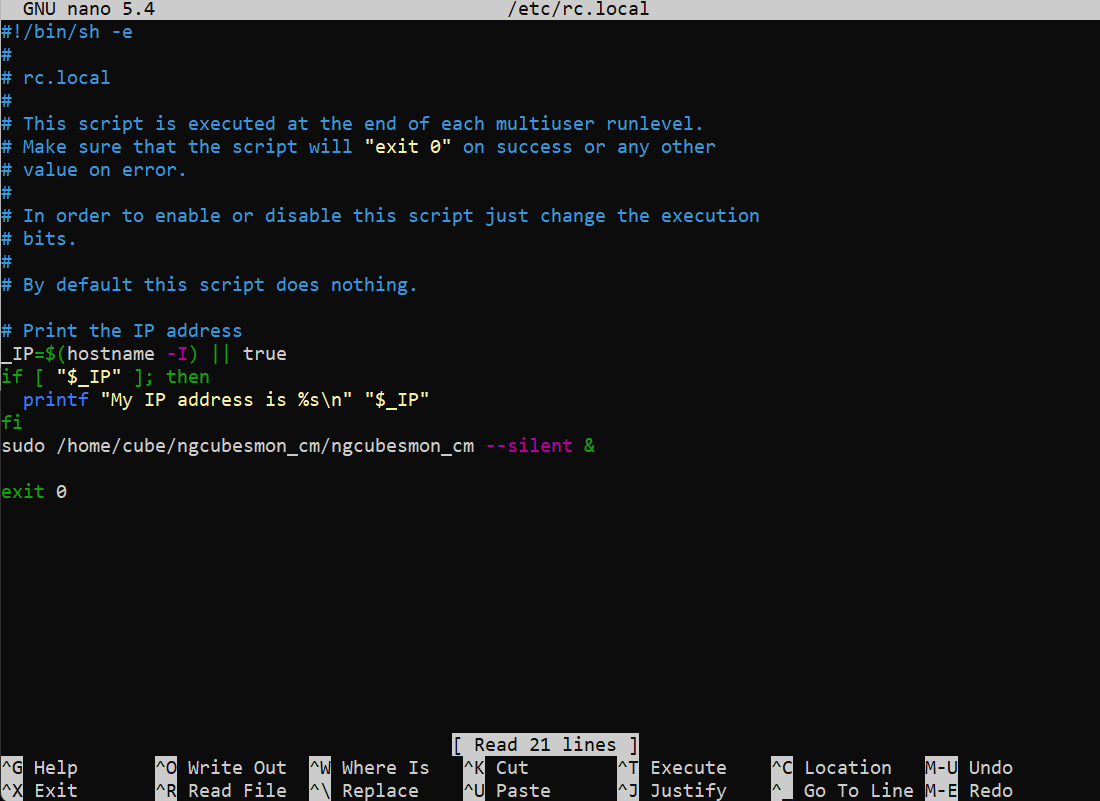 GNU nano 5.4 /etc/rc.local
#!/bin/sh -e
#
# rc.local
#
# This script is executed at the end of each multiuser runlevel.
# Make sure that the script will "exit 0" on success or any other
# value on error.
#
# In order to enable or disable this script just change the execution
# bits.
#
# By default this script does nothing.

# Print the IP address
_IP=$(hostname -I) || true
if [ "$_IP" ]; then
  printf "My IP address is %s\n" "$_IP"
fi
sudo /home/cube/ngcubesmon_cm/ngcubesmon_cm --silent &

exit 0
[ Read 21 lines ]
^G Help ^O Write Out ^W Where Is ^K Cut ^T Execute ^C Location M-U Undo
^X Exit ^R Read File ^\ Replace ^U Paste ^J Justify ^_ Go To Line M-E Redo